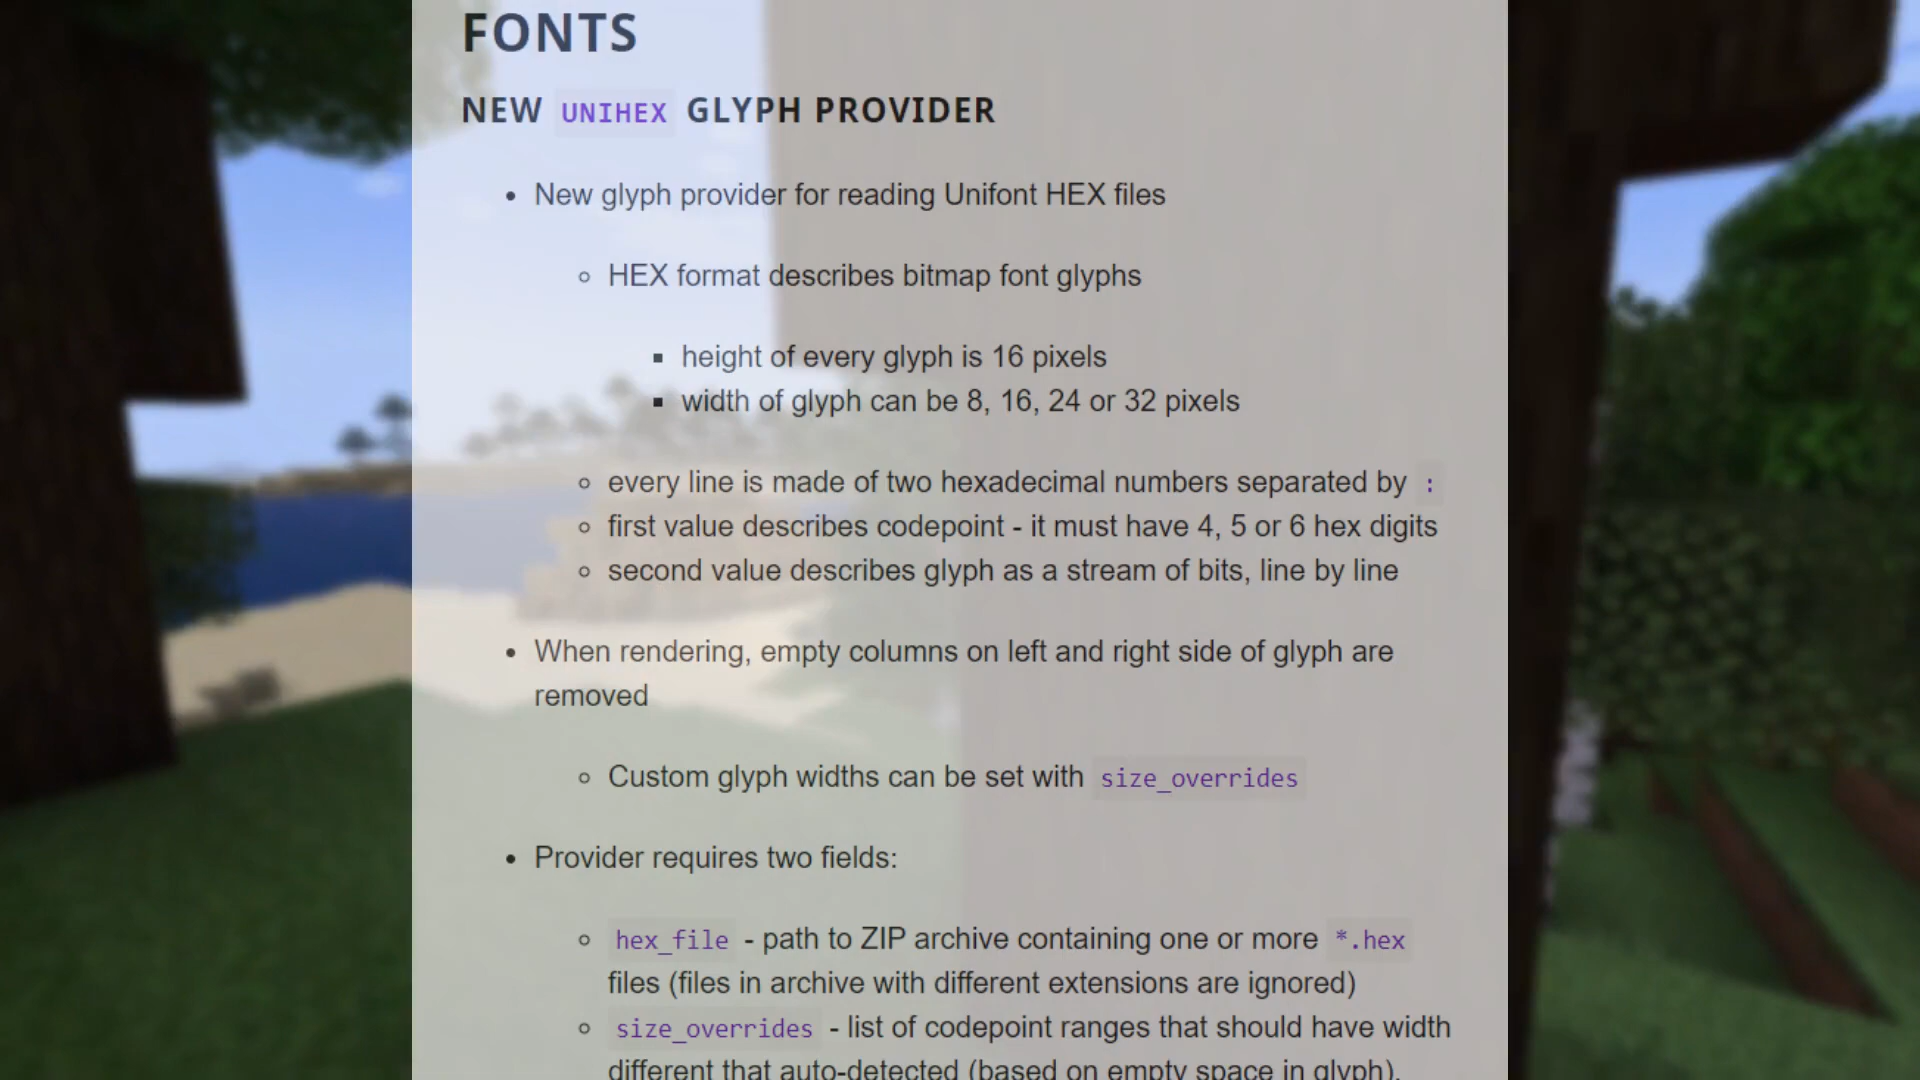 FONTS
NEW UNIHEX GLYPH PROVIDER
• New glyph provider for reading Unifont HEX files
◦ HEX format describes bitmap font glyphs
▪ height of every glyph is 16 pixels
▪ width of glyph can be 8, 16, 24 or 32 pixels
◦ every line is made of two hexadecimal numbers separated by :
◦ first value describes codepoint - it must have 4, 5 or 6 hex digits
◦ second value describes glyph as a stream of bits, line by line
• When rendering, empty columns on left and right side of glyph are
removed
◦ Custom glyph widths can be set with size_overrides
• Provider requires two fields:
◦ hex_file - path to ZIP archive containing one or more *.hex
files (files in archive with different extensions are ignored)
◦ size_overrides - list of codepoint ranges that should have width
different that auto-detected (based on empty space in glyph).